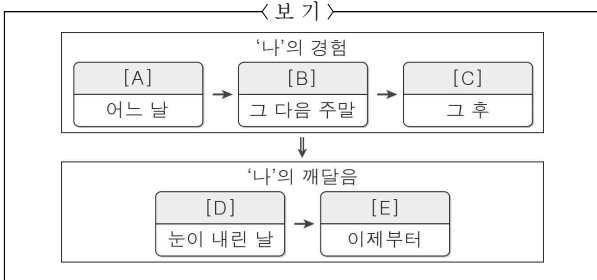 〈보 기〉
‘나’의 경험
[A] [B] [C]
어느 날 → 그 다음 주말 → 그 후
⇓
‘나’의 깨달음
[D] [E]
눈이 내린 날 → 이제부터